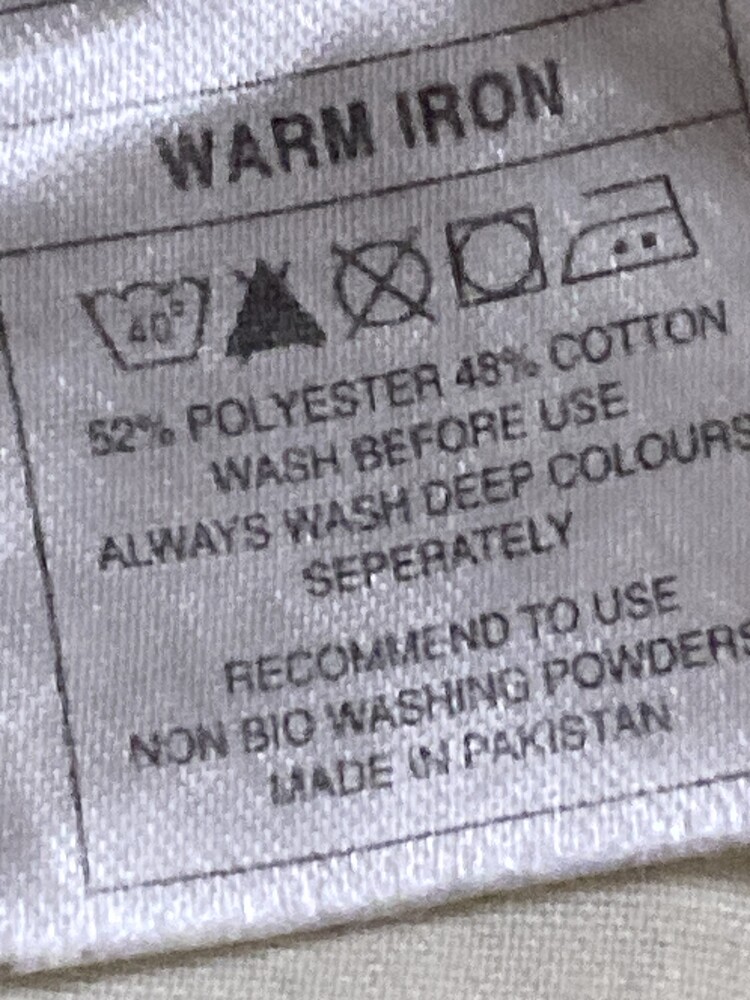 WARM IRON
40°
52% POLYESTER 48% COTTON
WASH BEFORE USE
ALWAYS WASH DEEP COLOURS
SEPERATELY
RECOMMEND TO USE
NON BIO WASHING POWDERS
MADE IN PAKISTAN